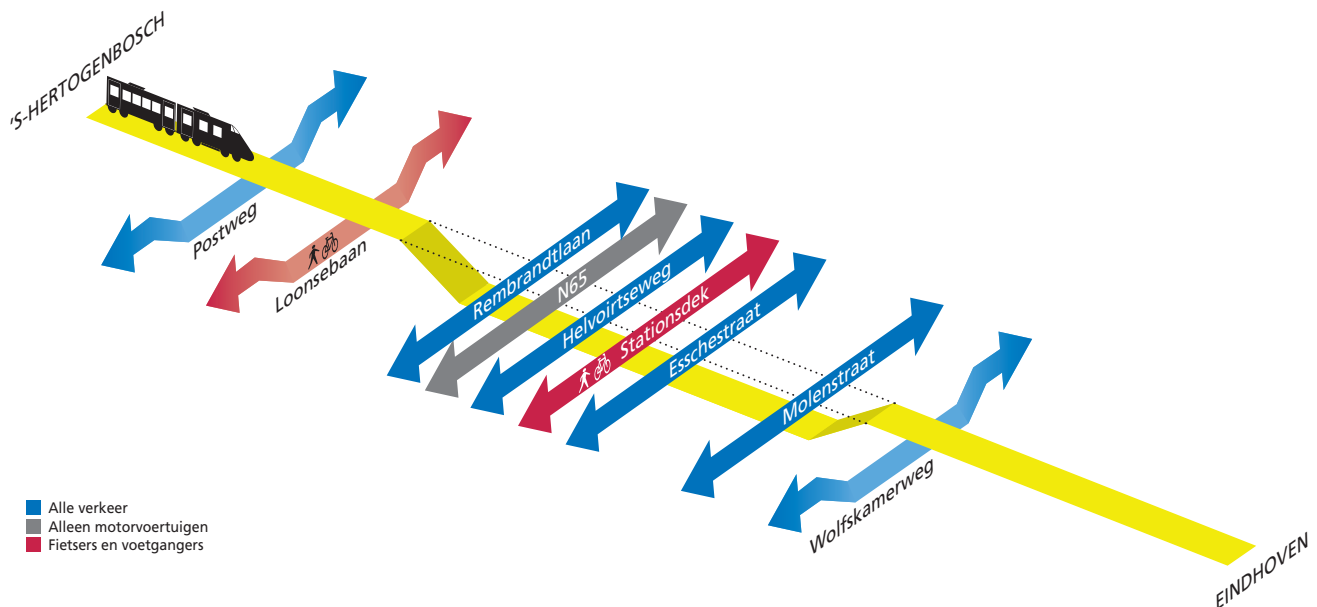 'S-HERTOGENBOSCH
Postweg
Loonsebaan
Rembrandtlaan
N65
Helvoirtseweg
Stationsdek
Esschestraat
Molenstraat
Wolfskamerweg
EINDHOVEN
Alle verkeer
Alleen motorvoertuigen
Fietsers en voetgangers